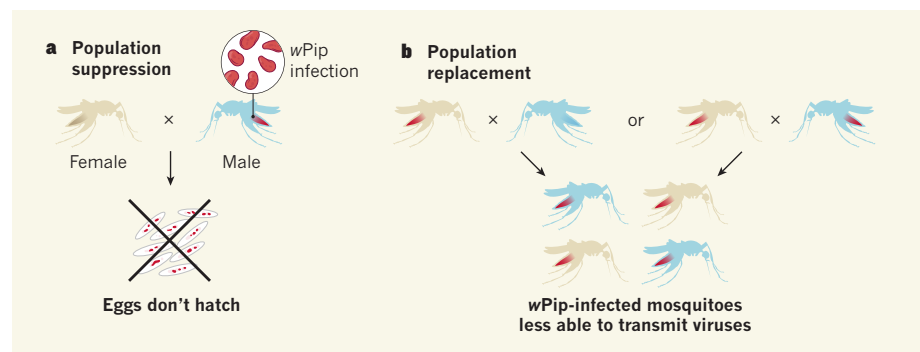 a Population
suppression
wPip
infection
×
Female
Male
Eggs don’t hatch
b Population
replacement
×
or
×
wPip-infected mosquitoes
less able to transmit viruses